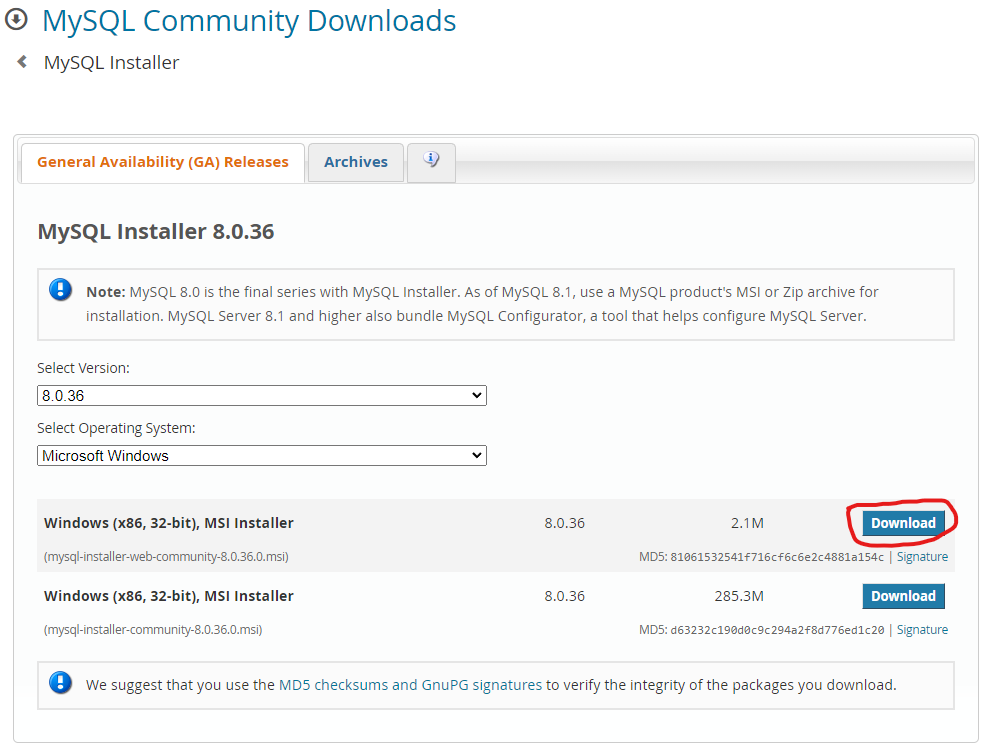 MySQL Community Downloads
MySQL Installer
General Availability (GA) Releases
Archives
MySQL Installer 8.0.36
Note: MySQL 8.0 is the final series with MySQL Installer. As of MySQL 8.1, use a MySQL product's MSI or Zip archive for
installation. MySQL Server 8.1 and higher also bundle MySQL Configurator, a tool that helps configure MySQL Server.
Select Version:
8.0.36
Select Operating System:
Microsoft Windows
Windows (x86, 32-bit), MSI Installer 8.0.36 2.1M Download
(mysql-installer-web-community-8.0.36.0.msi) MD5: 81061532541f716cf6c6e2c4881a154c | Signature
Windows (x86, 32-bit), MSI Installer 8.0.36 285.3M Download
(mysql-installer-community-8.0.36.0.msi) MD5: d63232c190d0c9c294a2f8d776ed1c20 | Signature
We suggest that you use the MD5 checksums and GnuPG signatures to verify the integrity of the packages you download.